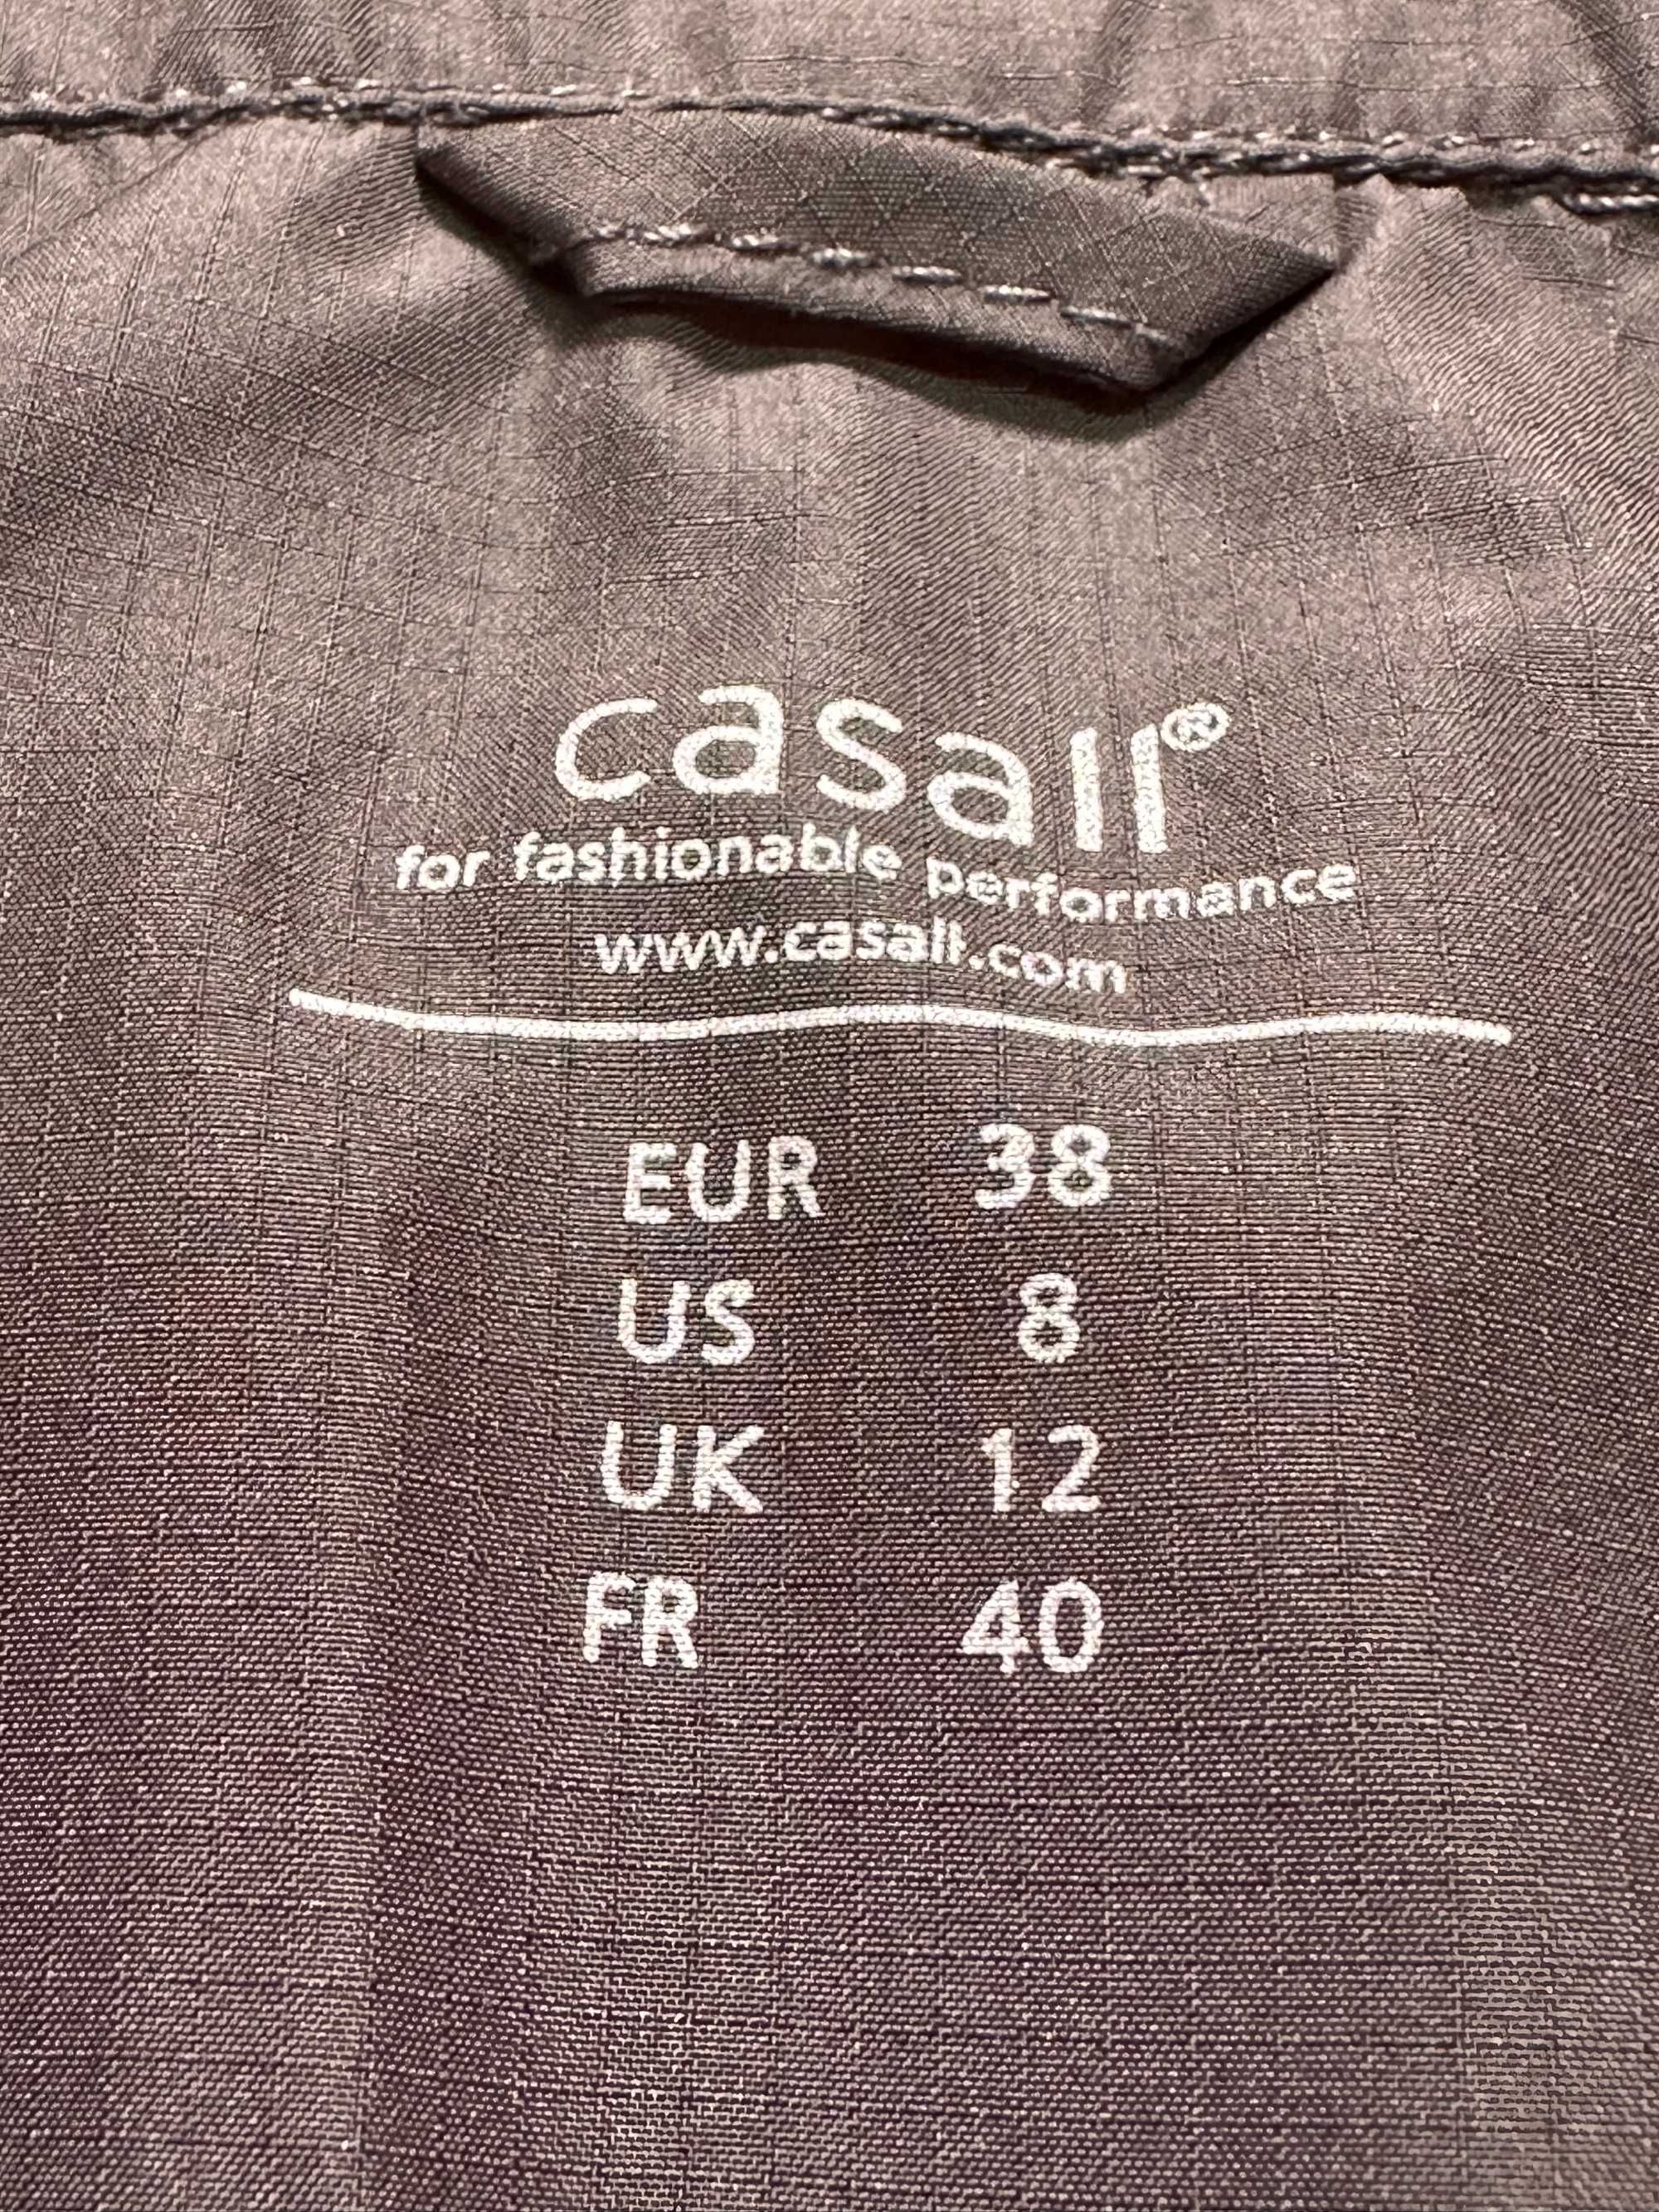 casall®
for fashionable performance
www.casall.com
EUR 38
US 8
UK 12
FR 40